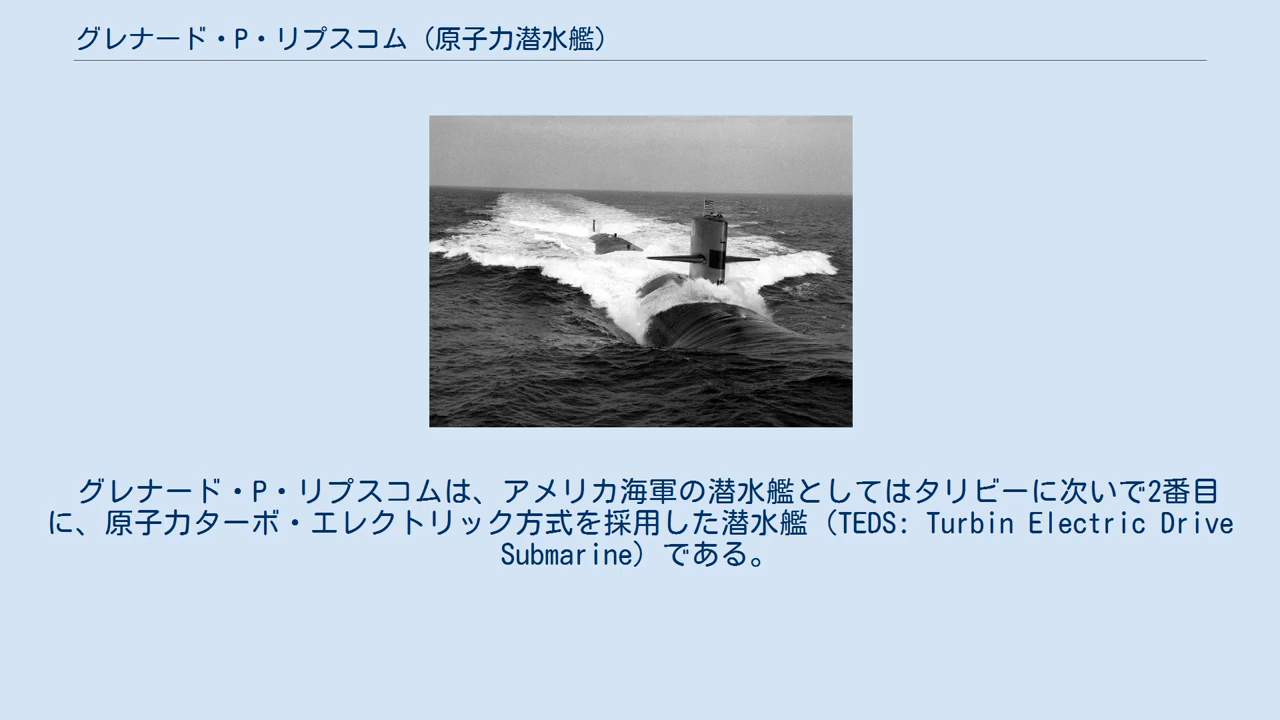 グレナード・P・リプスコム（原子力潜水艦）
グレナード・P・リプスコムは、アメリカ海軍の潜水艦としてはタリビーに次いで2番目
に、原子力ターボ・エレクトリック方式を採用した潜水艦（TEDS: Turbin Electric Drive
Submarine）である。